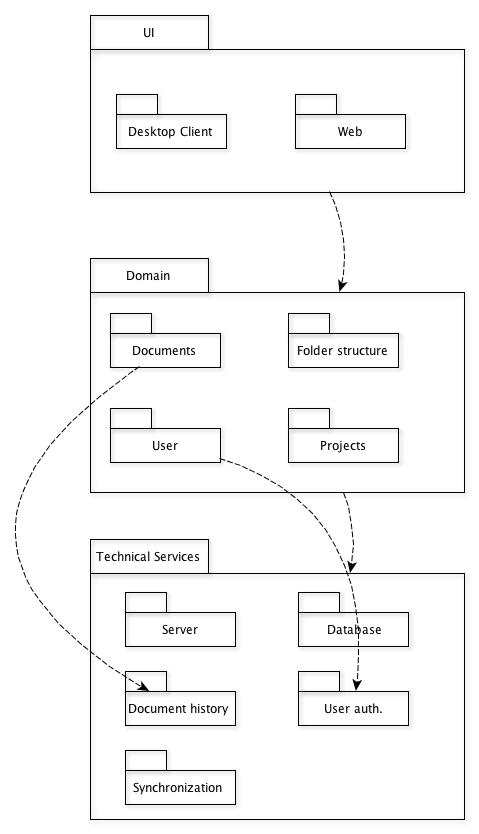 UI
Desktop Client
Web
Domain
Documents
Folder structure
User
Projects
Technical Services
Server
Database
Document history
User auth.
Synchronization